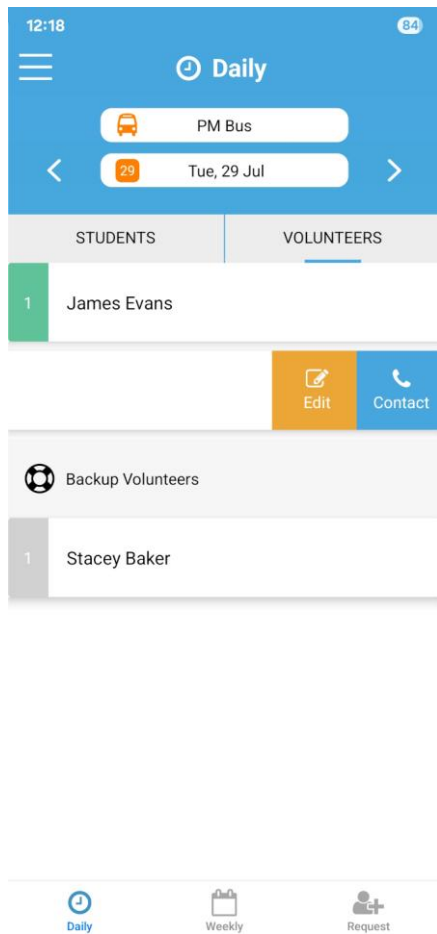 12:18
84
Daily
PM Bus
29
Tue, 29 Jul
STUDENTS
VOLUNTEERS
1
James Evans
Edit
Contact
Backup Volunteers
1
Stacey Baker
Daily
Weekly
Request